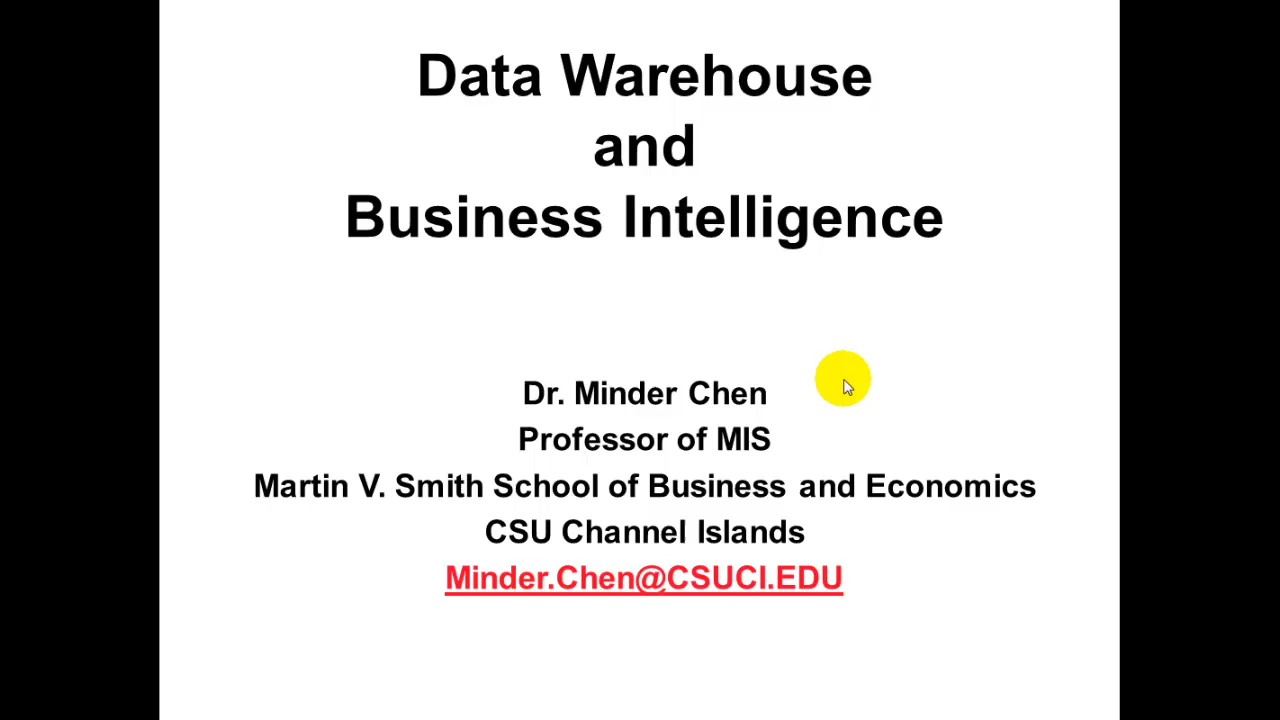 Data Warehouse
and
Business Intelligence
Dr. Minder Chen
Professor of MIS
Martin V. Smith School of Business and Economics
CSU Channel Islands
Minder.Chen@CSUCI.EDU